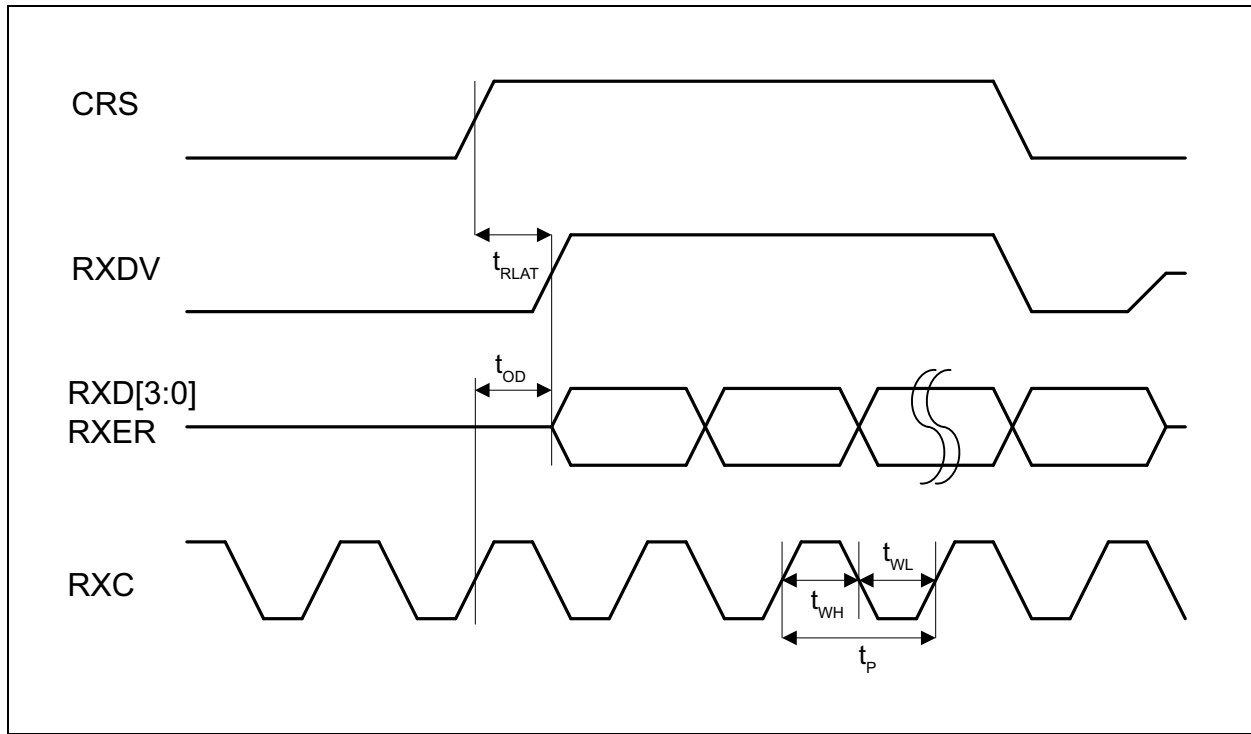 CRS
RXDV
tRLAT
RXD[3:0]
RXER
tOD
RXC
tWH
tWL
tP